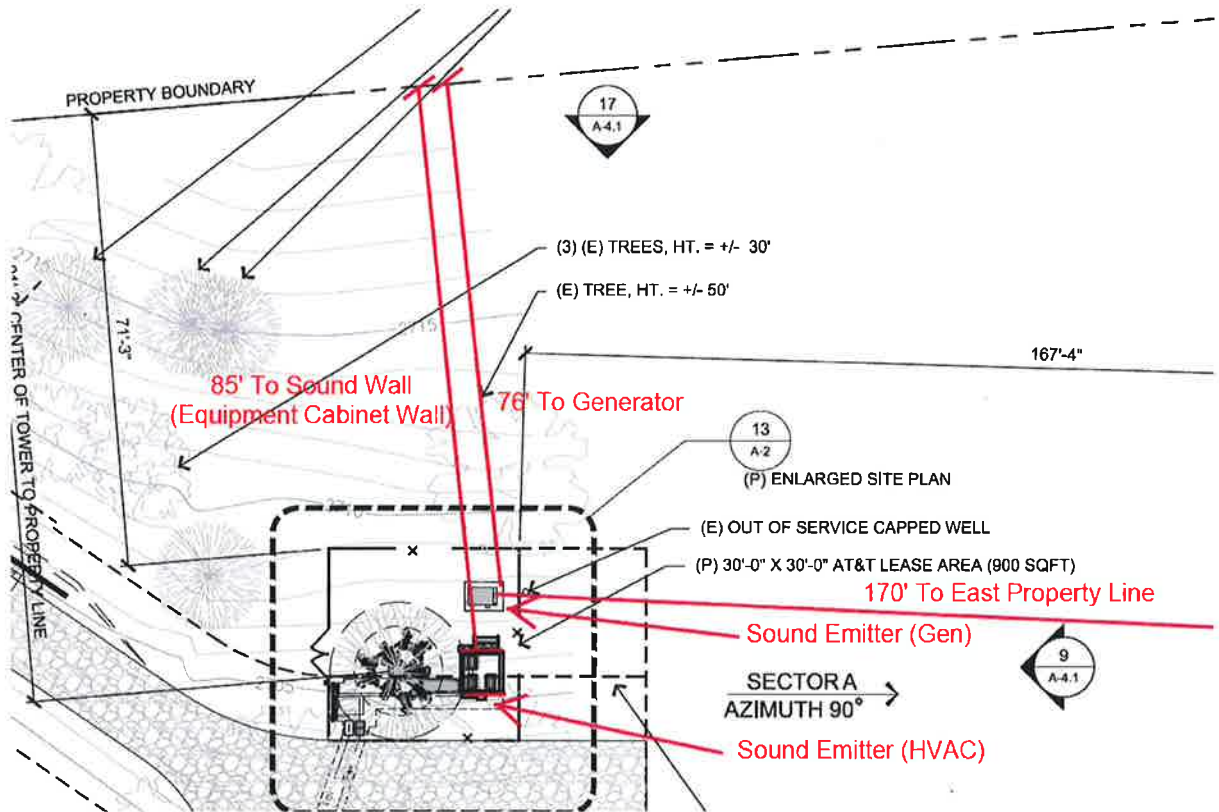 PROPERTY BOUNDARY
17
A-4.1
(3) (E) TREES, HT. = +/- 30'
(E) TREE, HT. = +/- 50'
2715
71'-3"
167'-4"
85' To Sound Wall
(Equipment Cabinet Wall)
76' To Generator
13
A-2
(P) ENLARGED SITE PLAN
CENTER OF TOWER TO PROPERTY LINE
2710
(E) OUT OF SERVICE CAPPED WELL
(P) 30'-0" X 30'-0" AT&T LEASE AREA (900 SQFT)
170' To East Property Line
Sound Emitter (Gen)
9
A-4.1
SECTOR A
AZIMUTH 90°
Sound Emitter (HVAC)